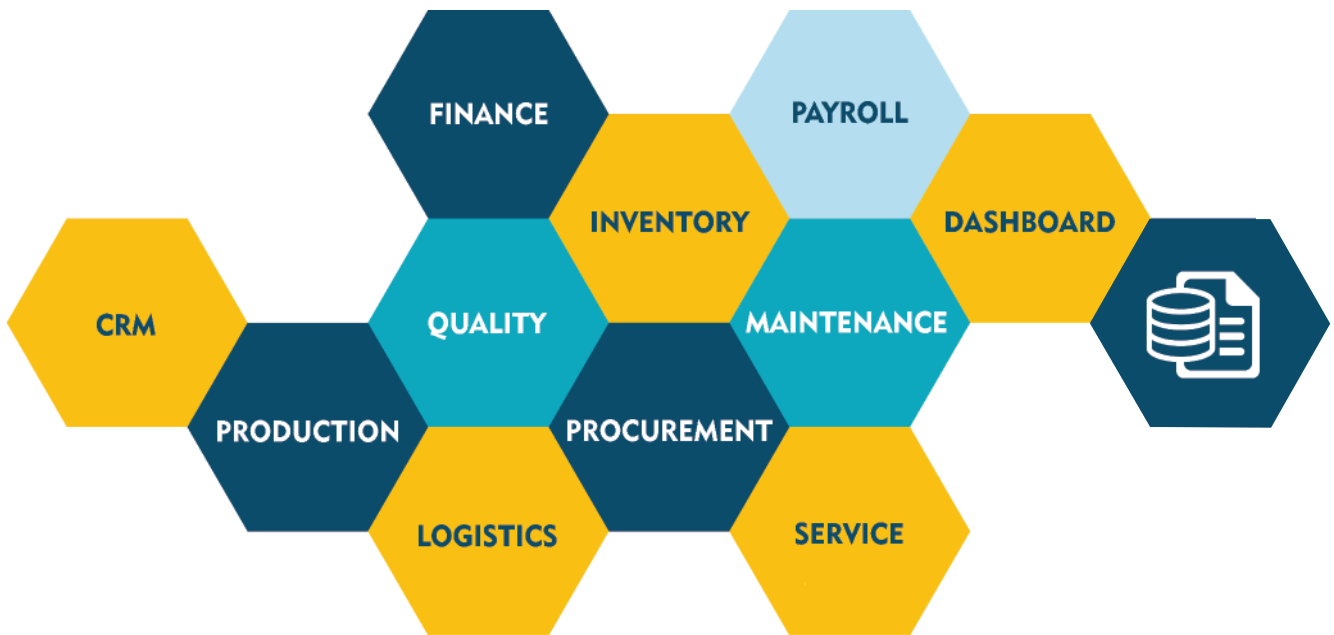 FINANCE
PAYROLL
INVENTORY
DASHBOARD
CRM
QUALITY
MAINTENANCE
PRODUCTION
PROCUREMENT
LOGISTICS
SERVICE